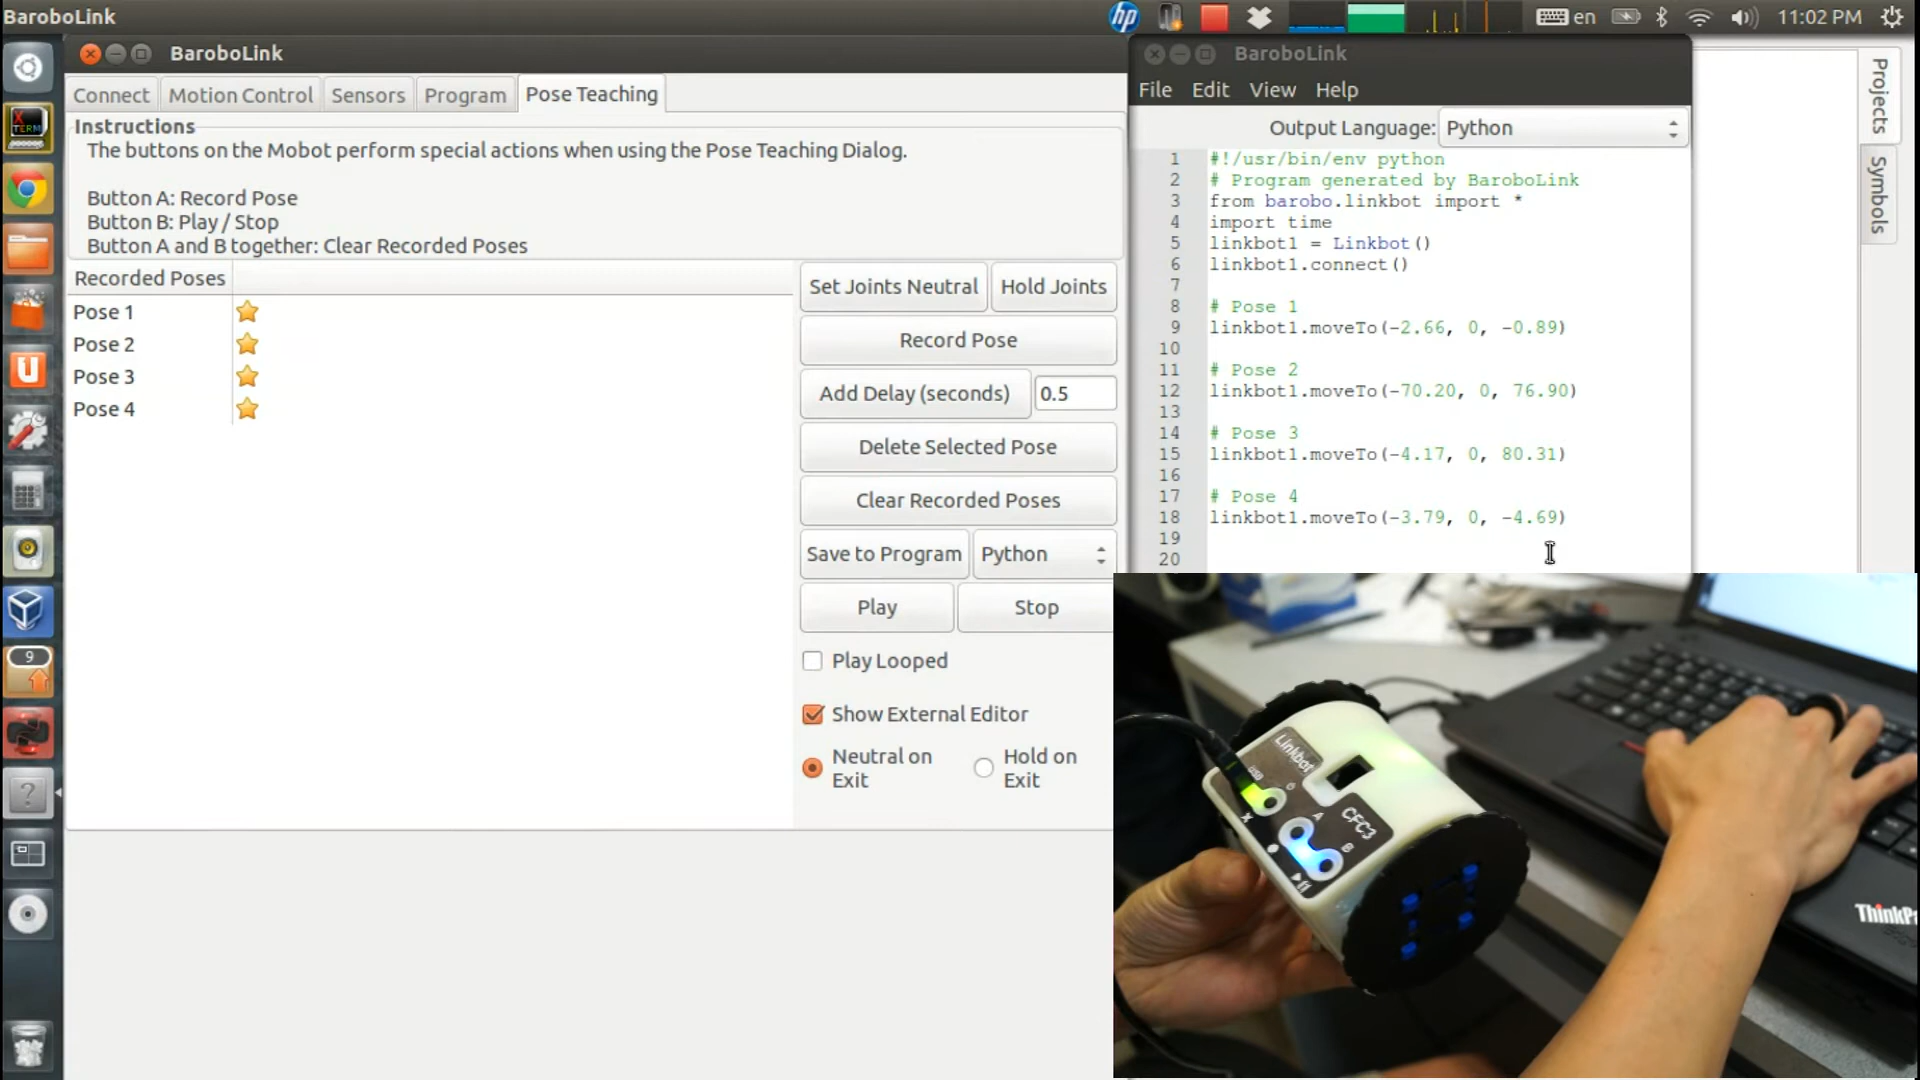 BaroboLink
en
11:02 PM
BaroboLink
Connect
Motion Control
Sensors
Program
Pose Teaching
Instructions
The buttons on the Mobot perform special actions when using the Pose Teaching Dialog.
Button A: Record Pose
Button B: Play / Stop
Button A and B together: Clear Recorded Poses
Recorded Poses
Pose 1
Pose 2
Pose 3
Pose 4
Set Joints Neutral
Hold Joints
Record Pose
Add Delay (seconds)
0.5
Delete Selected Pose
Clear Recorded Poses
Save to Program
Python
Play
Stop
Play Looped
Show External Editor
Neutral on
Exit
Hold on
Exit
BaroboLink
File
Edit
View
Help
Output Language:
Python
1 #!/usr/bin/env python
2 # Program generated by BaroboLink
3 from barobo.linkbot import *
4 import time
5 linkbot1 = Linkbot()
6 linkbot1.connect()
7
8 # Pose 1
9 linkbot1.moveTo(-2.66, 0, -0.89)
10
11 # Pose 2
12 linkbot1.moveTo(-70.20, 0, 76.90)
13
14 # Pose 3
15 linkbot1.moveTo(-4.17, 0, 80.31)
16
17 # Pose 4
18 linkbot1.moveTo(-3.79, 0, -4.69)
19
20
Projects
Symbols
hp
X
TERM
U
9
?
Linkbot
USB
A
CFC3
B
ThinkPa